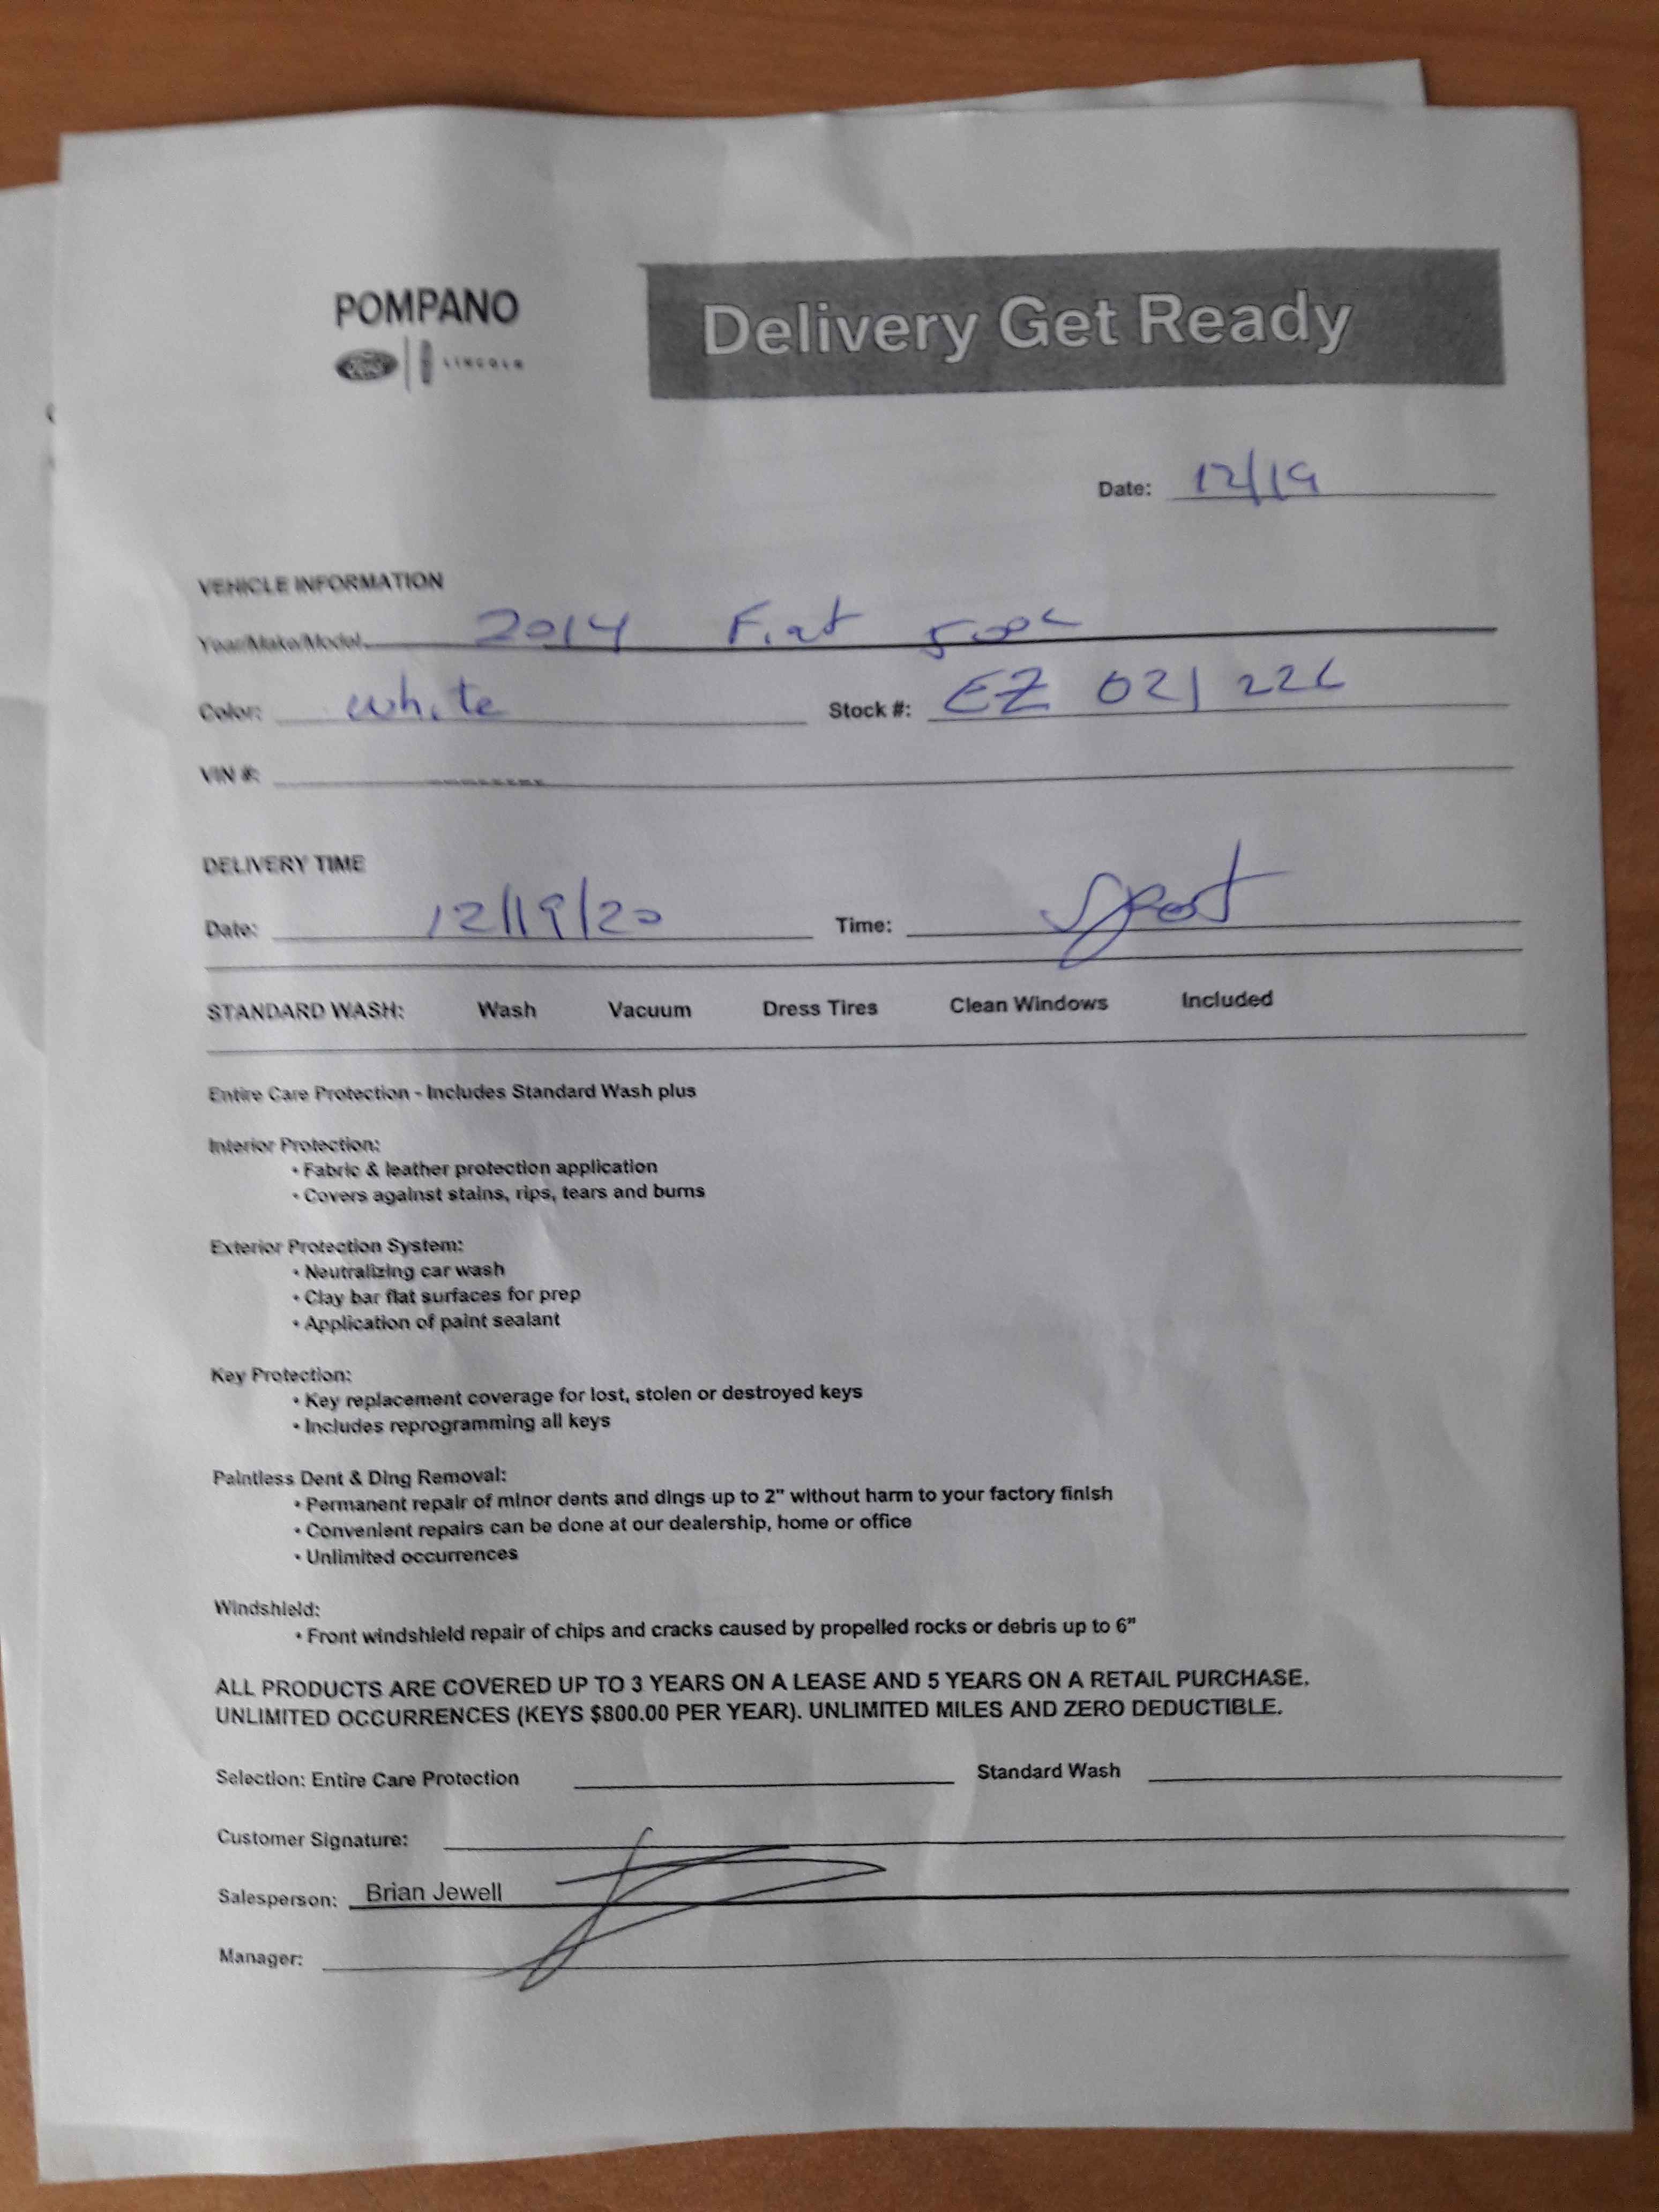 POMPANO
Ford LINCOLN
Delivery Get Ready
Date: 12/19
VEHICLE INFORMATION
Year/Make/Model: 2014 Fiat
Color: white Stock #: EZ 021
VIN #:
DELIVERY TIME
Date: 12/19/20 Time: Spot
STANDARD WASH: Wash Vacuum Dress Tires Clean Windows Included
Entire Care Protection - Includes Standard Wash plus
Interior Protection:
• Fabric & leather protection application
• Covers against stains, rips, tears and burns
Exterior Protection System:
• Neutralizing car wash
• Clay bar flat surfaces for prep
• Application of paint sealant
Key Protection:
• Key replacement coverage for lost, stolen or destroyed keys
• Includes reprogramming all keys
Paintless Dent & Ding Removal:
• Permanent repair of minor dents and dings up to 2" without harm to your factory finish
• Convenient repairs can be done at our dealership, home or office
• Unlimited occurrences
Windshield:
• Front windshield repair of chips and cracks caused by propelled rocks or debris up to 6"
ALL PRODUCTS ARE COVERED UP TO 3 YEARS ON A LEASE AND 5 YEARS ON A RETAIL PURCHASE.
UNLIMITED OCCURRENCES (KEYS $800.00 PER YEAR). UNLIMITED MILES AND ZERO DEDUCTIBLE.
Selection: Entire Care Protection Standard Wash
Customer Signature:
Salesperson: Brian Jewell
Manager: